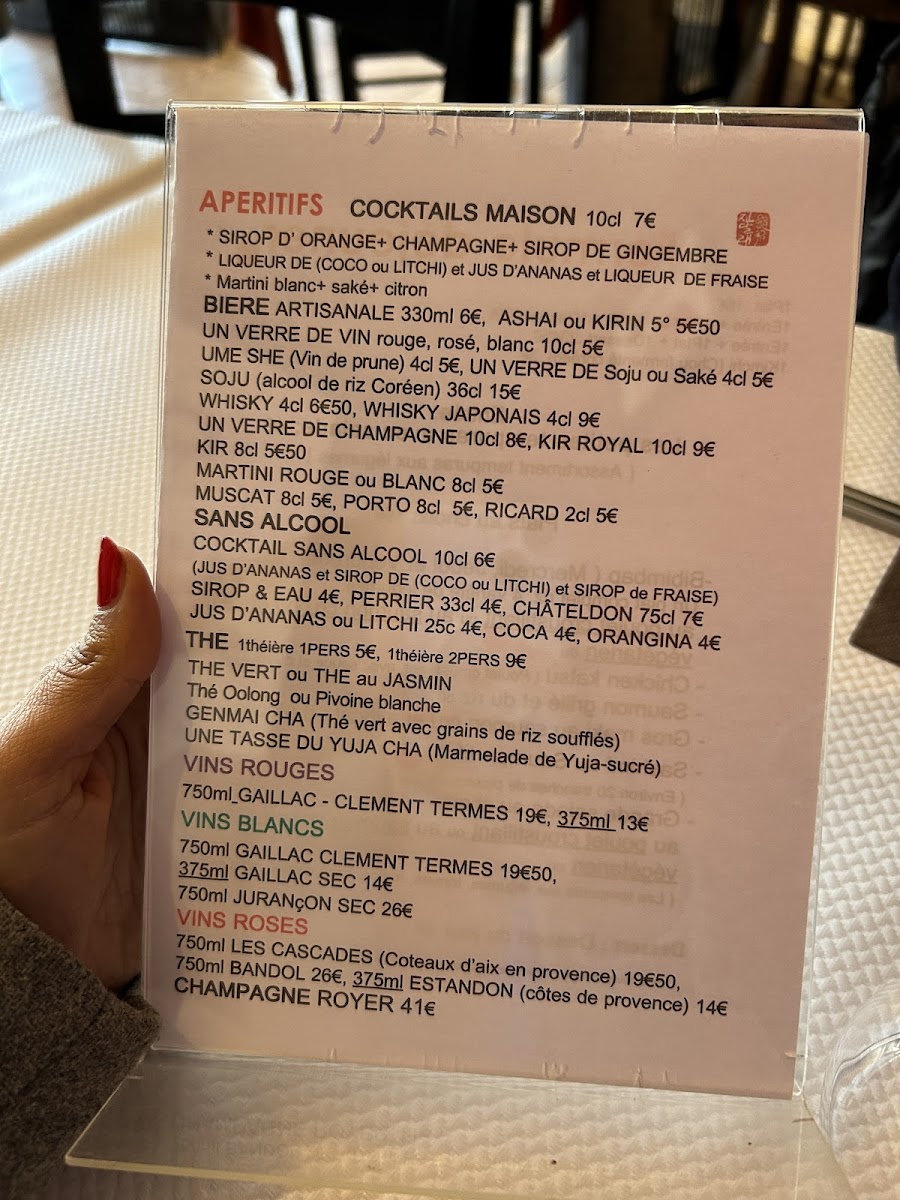 APERITIFS COCKTAILS MAISON 10cl 7€
* SIROP D' ORANGE+ CHAMPAGNE+ SIROP DE GINGEMBRE
* LIQUEUR DE (COCO ou LITCHI) et JUS D'ANANAS et LIQUEUR DE FRAISE
* Martini blanc+ saké+ citron
BIERE ARTISANALE 330ml 6€, ASHAI ou KIRIN 5° 5€50
UN VERRE DE VIN rouge, rosé, blanc 10cl 5€
UME SHE (Vin de prune) 4cl 5€, UN VERRE DE Soju ou Saké 4cl 5€
SOJU (alcool de riz Coréen) 36cl 15€
WHISKY 4cl 6€50, WHISKY JAPONAIS 4cl 9€
UN VERRE DE CHAMPAGNE 10cl 8€, KIR ROYAL 10cl 9€
KIR 8cl 5€50
MARTINI ROUGE ou BLANC 8cl 5€
MUSCAT 8cl 5€, PORTO 8cl 5€, RICARD 2cl 5€
SANS ALCOOL
COCKTAIL SANS ALCOOL 10cl 6€
(JUS D'ANANAS et SIROP DE (COCO ou LITCHI) et SIROP de FRAISE)
SIROP & EAU 4€, PERRIER 33cl 4€, CHÂTELDON 75cl 7€
JUS D'ANANAS ou LITCHI 25c 4€, COCA 4€, ORANGINA 4€
THE 1théière 1PERS 5€, 1théière 2PERS 9€
THE VERT ou THE au JASMIN
Thé Oolong ou Pivoine blanche
GENMAI CHA (Thé vert avec grains de riz soufflés)
UNE TASSE DU YUJA CHA (Marmelade de Yuja-sucré)
VINS ROUGES
750ml GAILLAC - CLEMENT TERMES 19€, 375ml 13€
VINS BLANCS
750ml GAILLAC CLEMENT TERMES 19€50,
375ml GAILLAC SEC 14€
750ml JURANçON SEC 26€
VINS ROSES
750ml LES CASCADES (Coteaux d'aix en provence) 19€50,
750ml BANDOL 26€, 375ml ESTANDON (côtes de provence) 14€
CHAMPAGNE ROYER 41€